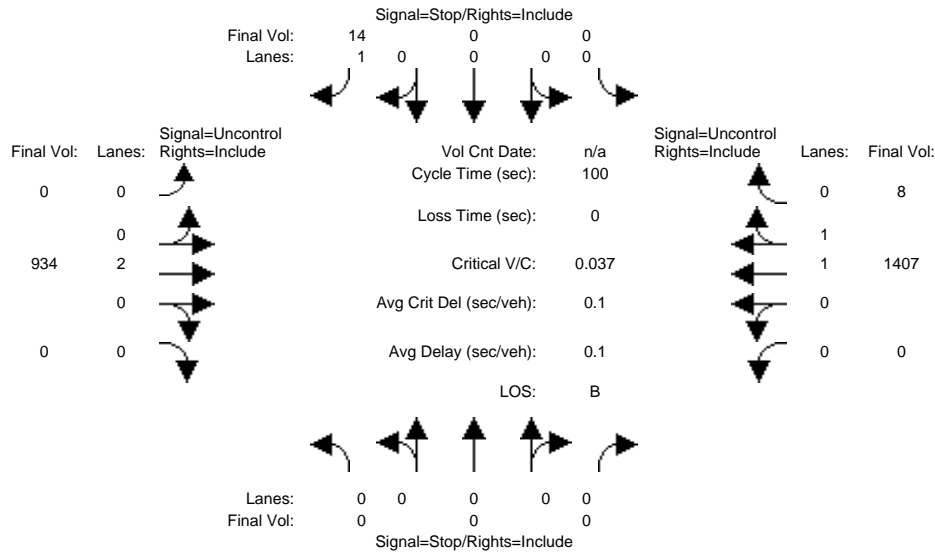 Signal=Stop/Rights=Include
Final Vol: 14 0 0
Lanes: 1 0 0 0 0
Signal=Uncontrol
Final Vol: Lanes: Rights=Include
Vol Cnt Date: n/a
Signal=Uncontrol
Rights=Include Lanes: Final Vol:
Cycle Time (sec): 100
0 0
0 8
Loss Time (sec): 0
0
1
934 2
Critical V/C: 0.037
1 1407
0
Avg Crit Del (sec/veh): 0.1
0
0 0
Avg Delay (sec/veh): 0.1
0 0
LOS: B
Lanes: 0 0 0 0 0
Final Vol: 0 0 0
Signal=Stop/Rights=Include